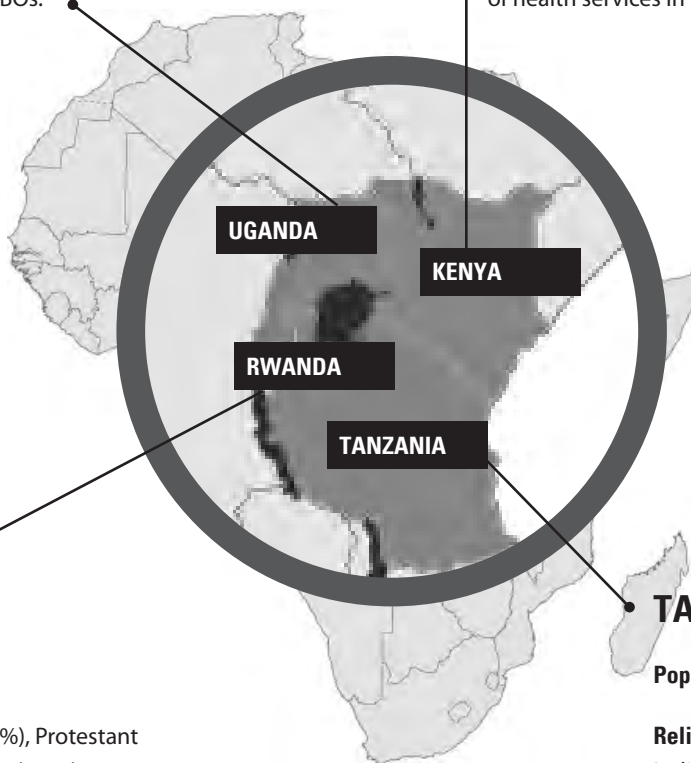 BOs.
of health services in
UGANDA
KENYA
RWANDA
TANZANIA
TA
Pop
%), Protestant
Reli